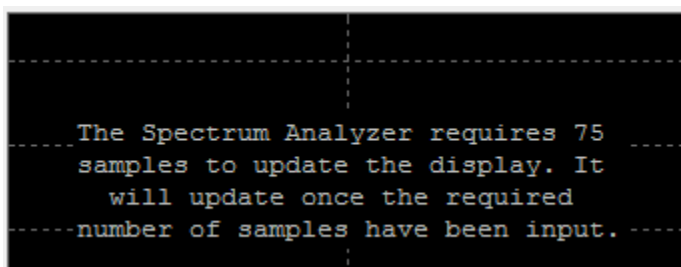 The Spectrum Analyzer requires 75
samples to update the display. It
will update once the required
number of samples have been input.